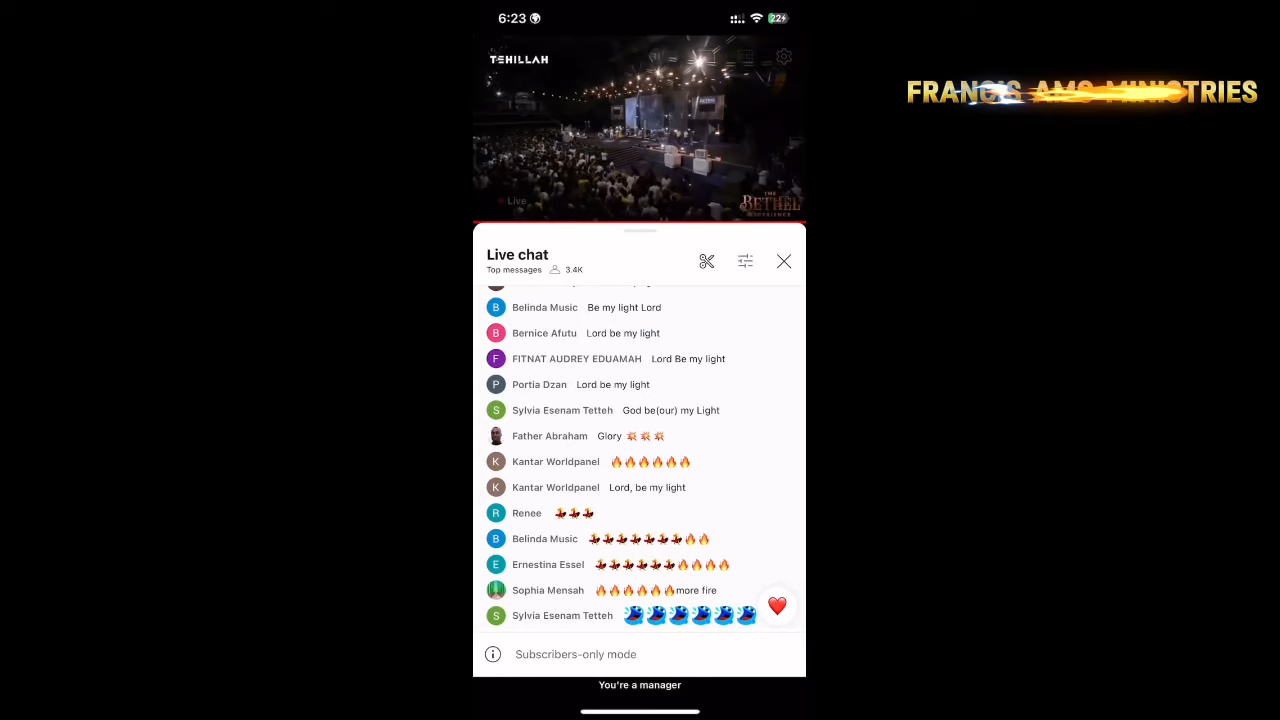 6:23
22
TEHILLAH
FRANCIS AMO MINISTRIES
Live
THE
BETHEL
EXPERIENCE
Live chat
Top messages 3.4K
Belinda Music Be my light Lord
Bernice Afutu Lord be my light
FITNAT AUDREY EDUAMAH Lord Be my light
Portia Dzan Lord be my light
Sylvia Esenam Tetteh God be(our) my Light
Father Abraham Glory 💥💥💥
Kantar Worldpanel 🔥🔥🔥🔥🔥🔥
Kantar Worldpanel Lord, be my light
Renee 💃💃💃
Belinda Music 💃💃💃💃💃💃💃🔥🔥
Ernestina Essel 💃💃💃💃💃💃🔥🔥🔥🔥
Sophia Mensah 🔥🔥🔥🔥🔥🔥more fire
Sylvia Esenam Tetteh
Subscribers-only mode
You're a manager